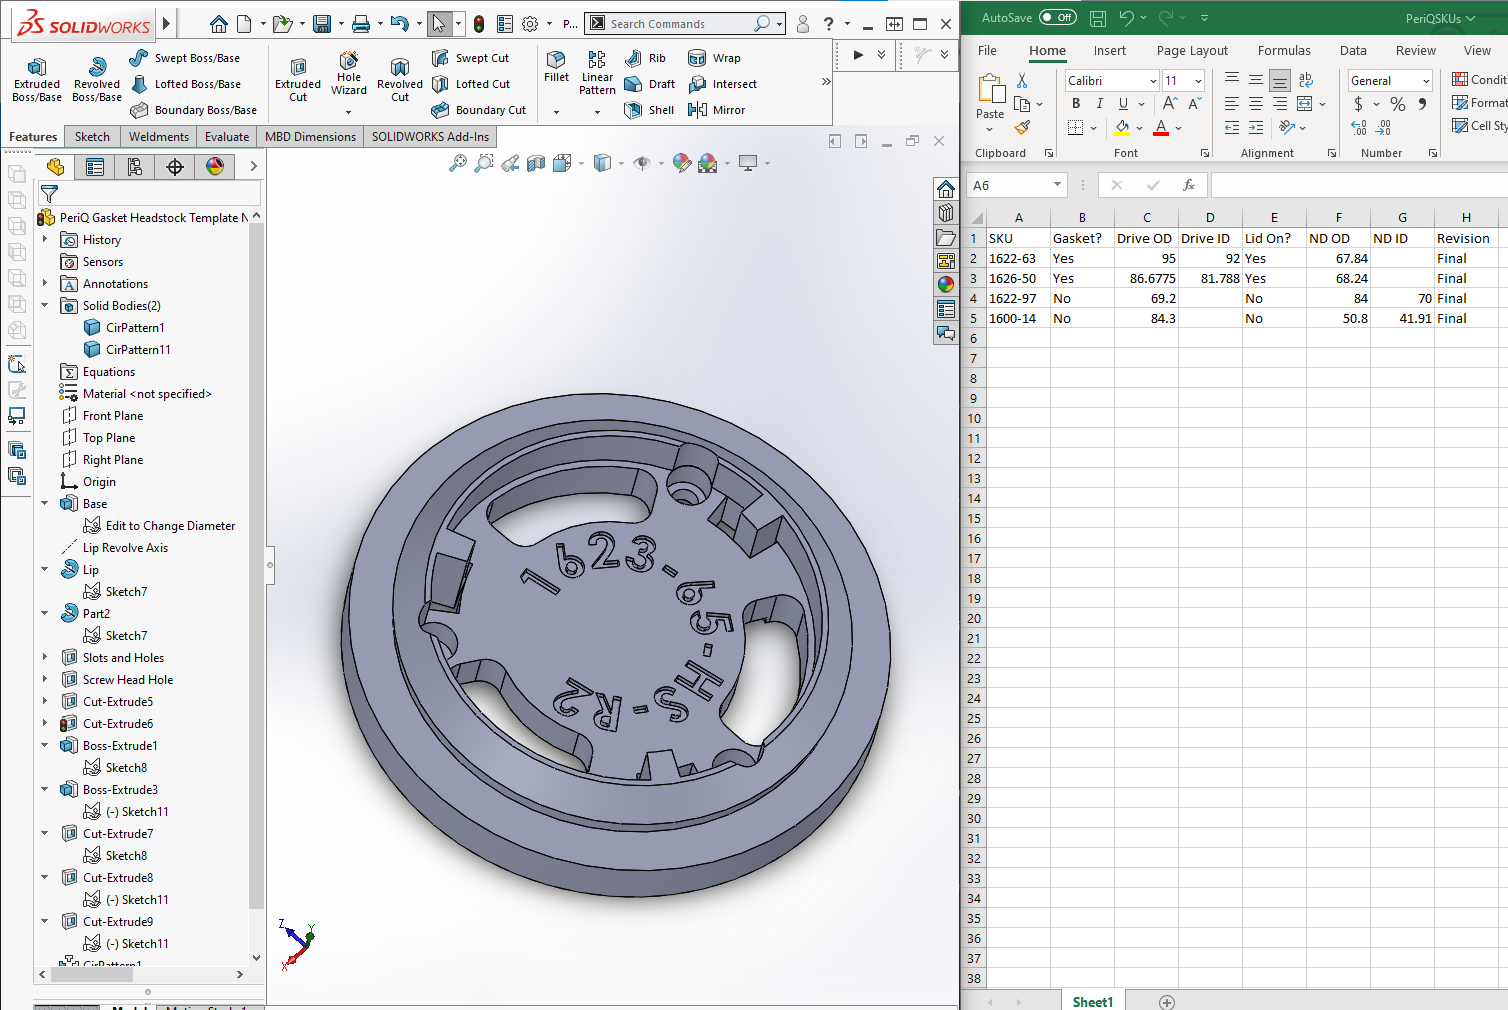 SOLIDWORKS
P...
Search Commands
?
Extruded Boss/Base
Revolved Boss/Base
Swept Boss/Base
Lofted Boss/Base
Boundary Boss/Base
Extruded Cut
Hole Wizard
Revolved Cut
Swept Cut
Lofted Cut
Boundary Cut
Fillet
Linear Pattern
Rib
Draft
Shell
Wrap
Intersect
Mirror
Features Sketch Weldments Evaluate MBD Dimensions SOLIDWORKS Add-Ins
PeriQ Gasket Headstock Template N
History
Sensors
Annotations
Solid Bodies(2)
CirPattern1
CirPattern11
Equations
Material <not specified>
Front Plane
Top Plane
Right Plane
Origin
Base
Edit to Change Diameter
Lip Revolve Axis
Lip
Sketch7
Part2
Sketch7
Slots and Holes
Screw Head Hole
Cut-Extrude5
Cut-Extrude6
Boss-Extrude1
Sketch8
Boss-Extrude3
(-) Sketch11
Cut-Extrude7
Sketch8
Cut-Extrude8
(-) Sketch11
Cut-Extrude9
(-) Sketch11
CirPattern1
1623-65-HS-R2
Z Y
X
AutoSave Off PeriQSKUs
File Home Insert Page Layout Formulas Data Review View
Paste
Calibri 11
B I U
General
$ % 9
Condit
Format
Cell Sty
Clipboard Font Alignment Number
A6 fx
A B C D E F G H
1 SKU Gasket? Drive OD Drive ID Lid On? ND OD ND ID Revision
2 1622-63 Yes 95 92 Yes 67.84 Final
3 1626-50 Yes 86.6775 81.788 Yes 68.24 Final
4 1622-97 No 69.2 No 84 70 Final
5 1600-14 No 84.3 No 50.8 41.91 Final
6
7
8
9
10
11
12
13
14
15
16
17
18
19
20
21
22
23
24
25
26
27
28
29
30
31
32
33
34
35
36
37
38
Sheet1